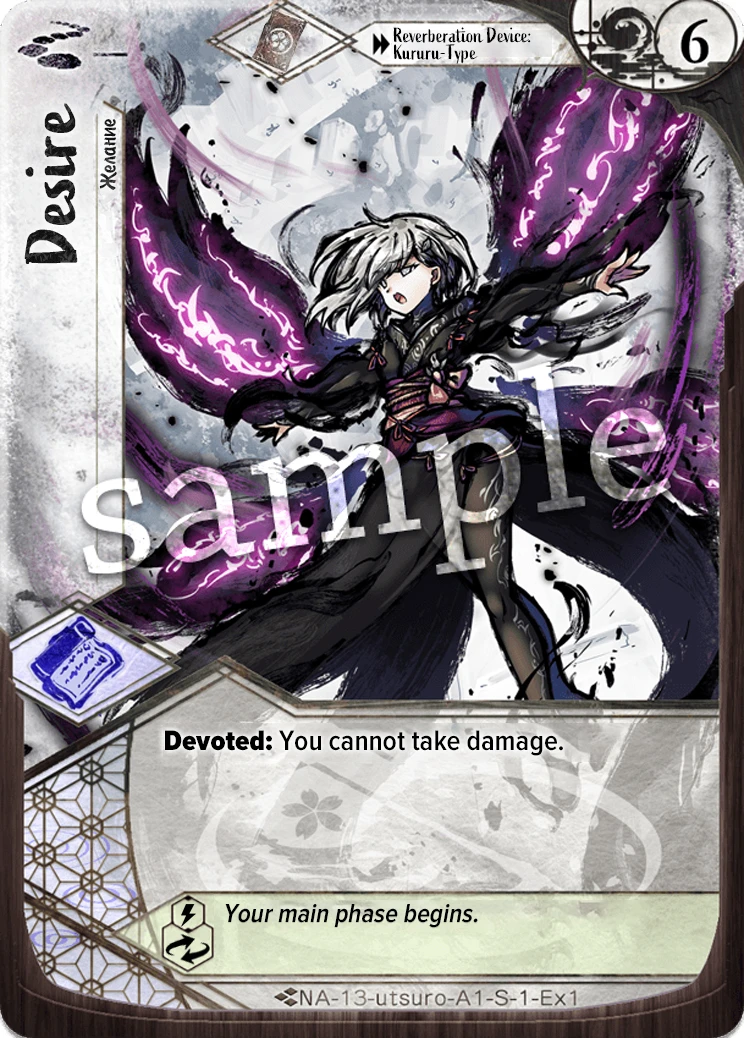 Reverberation Device:
Kururu-Type
6
Desire
Желание
sample
Devoted: You cannot take damage.
Your main phase begins.
NA-13-utsuro-A1-S-1-Ex1